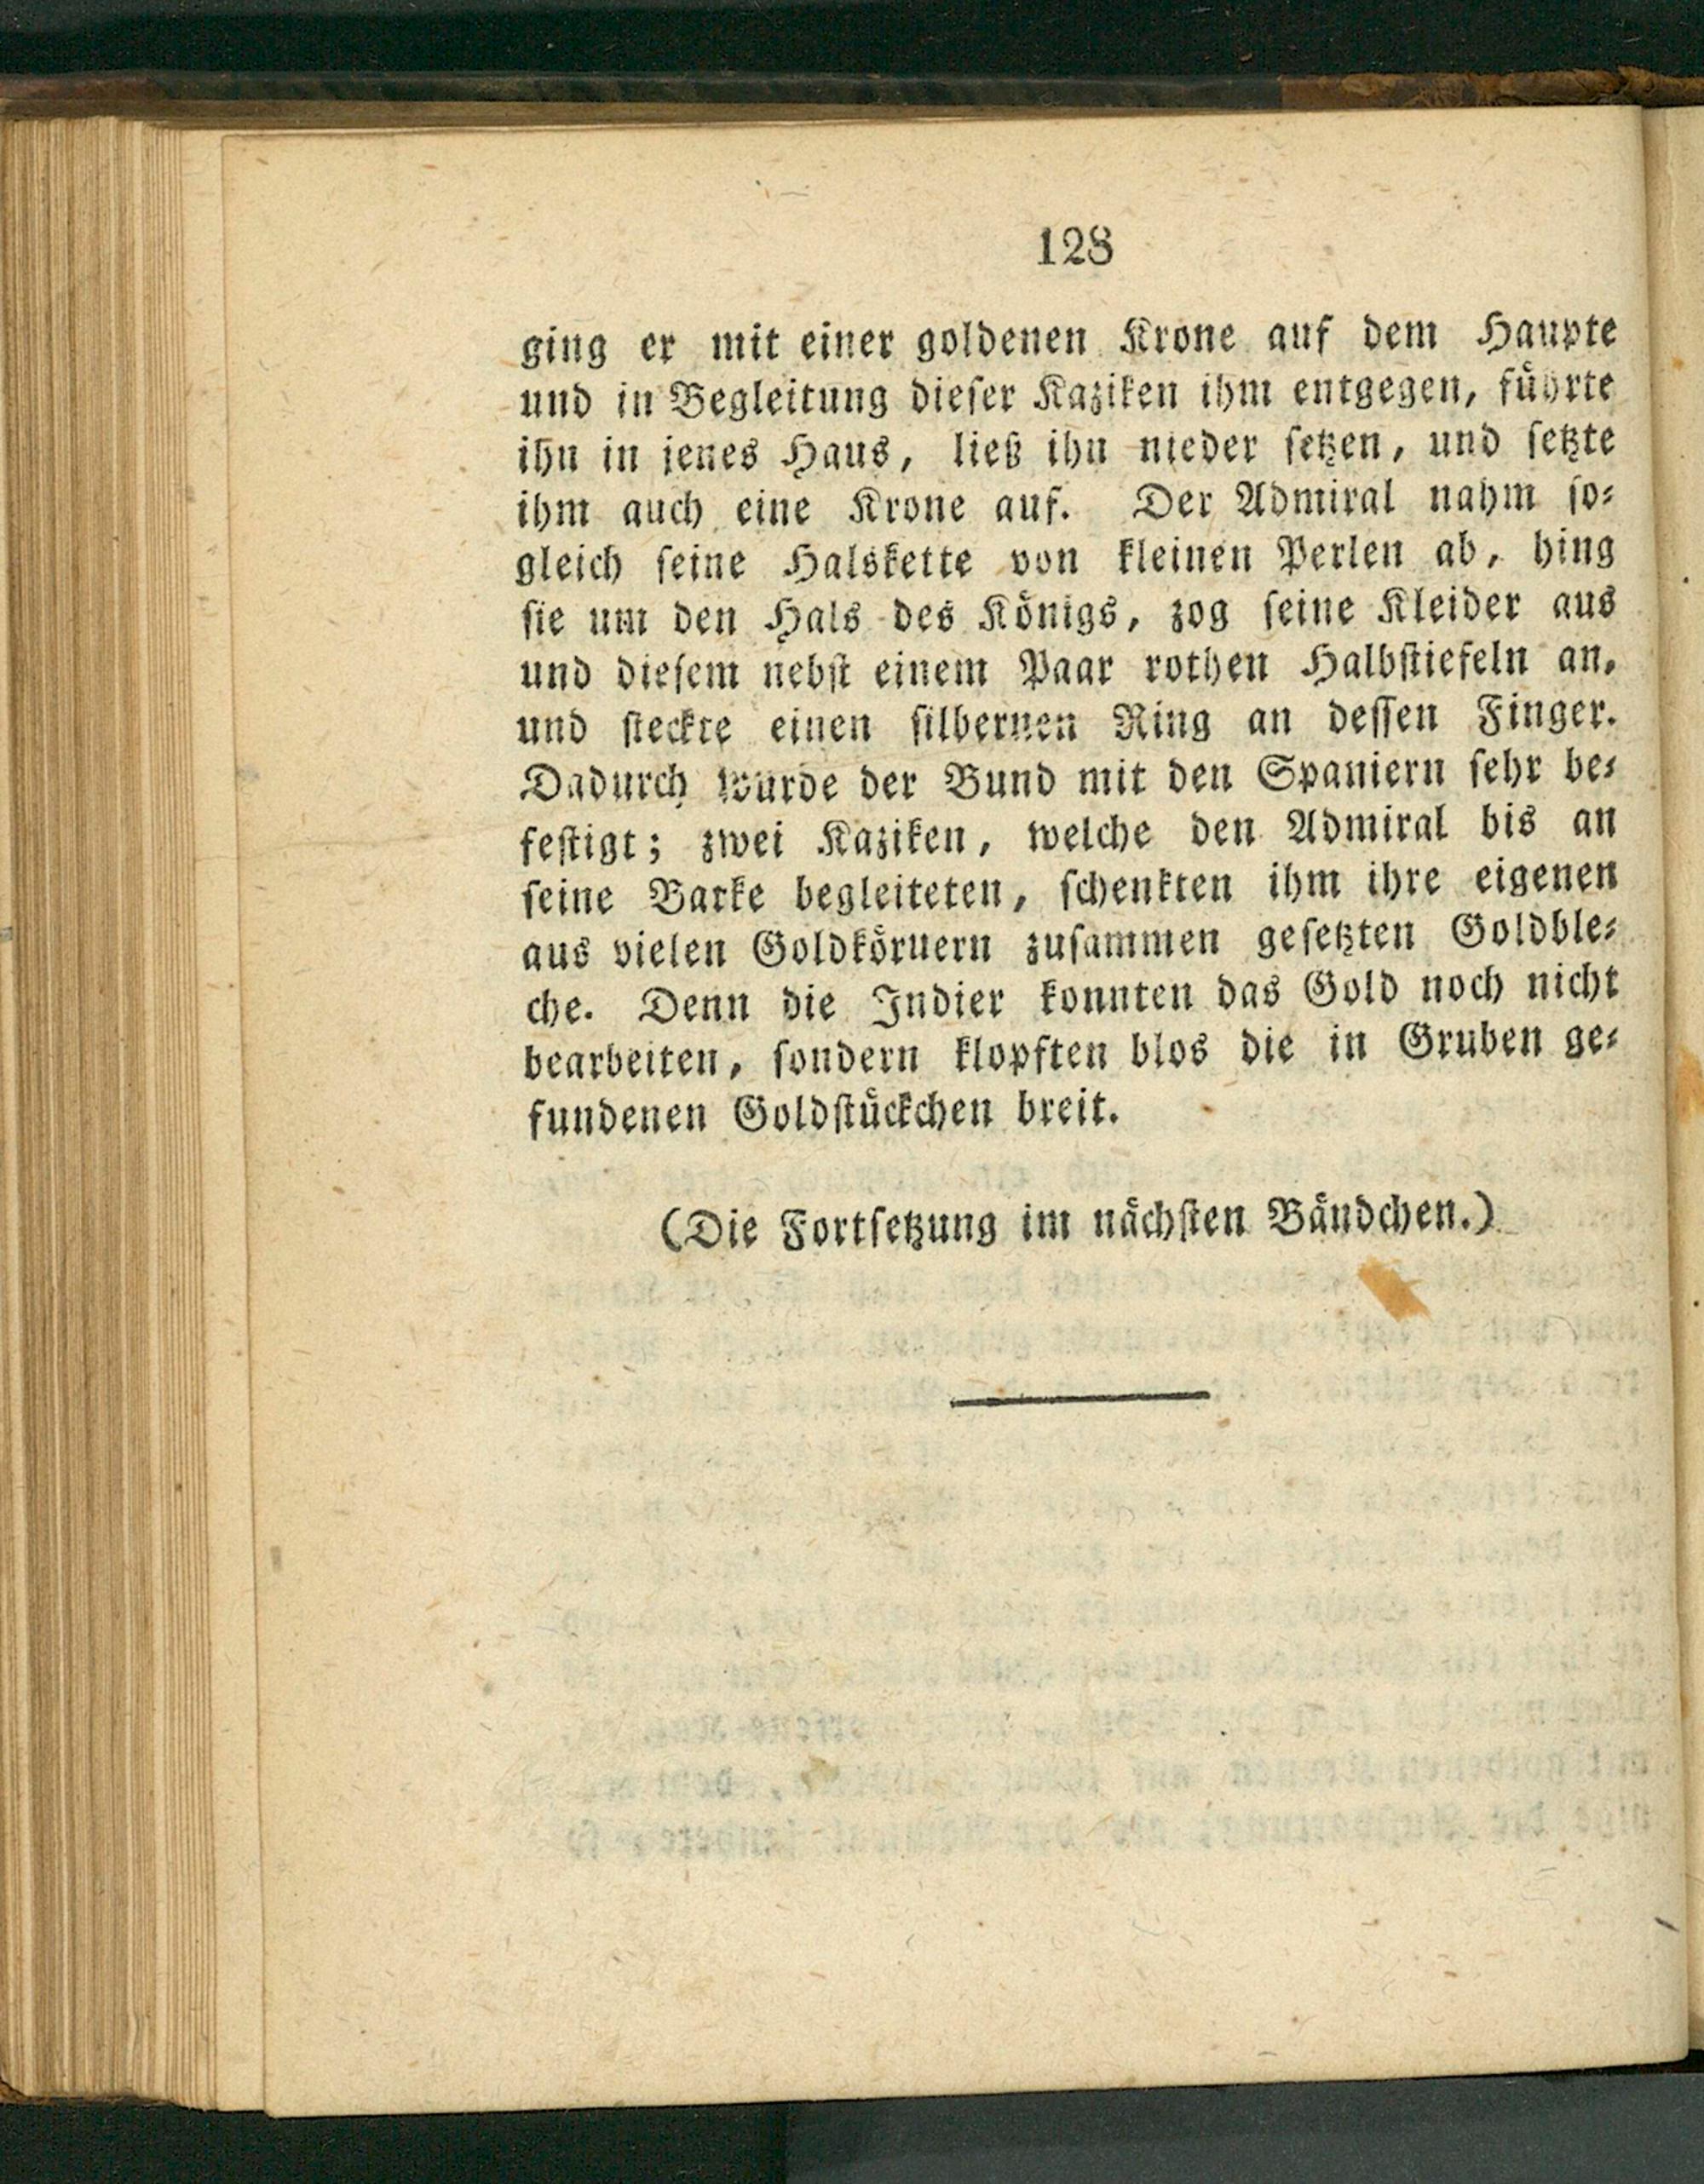 128
ging er mit einer goldenen Krone auf dem Haupte
und in Begleitung dieſer Kaziken ihm entgegen, führte
ihn in jenes Haus, ließ ihn nieder ſetzen, und ſetzte
ihm auch eine Krone auf. Der Admiral nahm ſo⸗
gleich ſeine Halskette von kleinen Perlen ab, hing
ſie um den Hals des Königs, zog ſeine Kleider aus
und dieſem nebſt einem Paar rothen Halbſtiefeln an,
und ſteckte einen ſilbernen Ring an deſſen Finger.
Dadurch wurde der Bund mit den Spaniern ſehr be⸗
feſtigt; zwei Kaziken, welche den Admiral bis an
ſeine Barke begleiteten, ſchenkten ihm ihre eigenen
aus vielen Goldkörnern zuſammen geſetzten Goldble⸗
che. Denn die Indier konnten das Gold noch nicht
bearbeiten, ſondern klopften blos die in Gruben ge⸗
fundenen Goldſtückchen breit.
(Die Fortſetzung im nächſten Bändchen.)